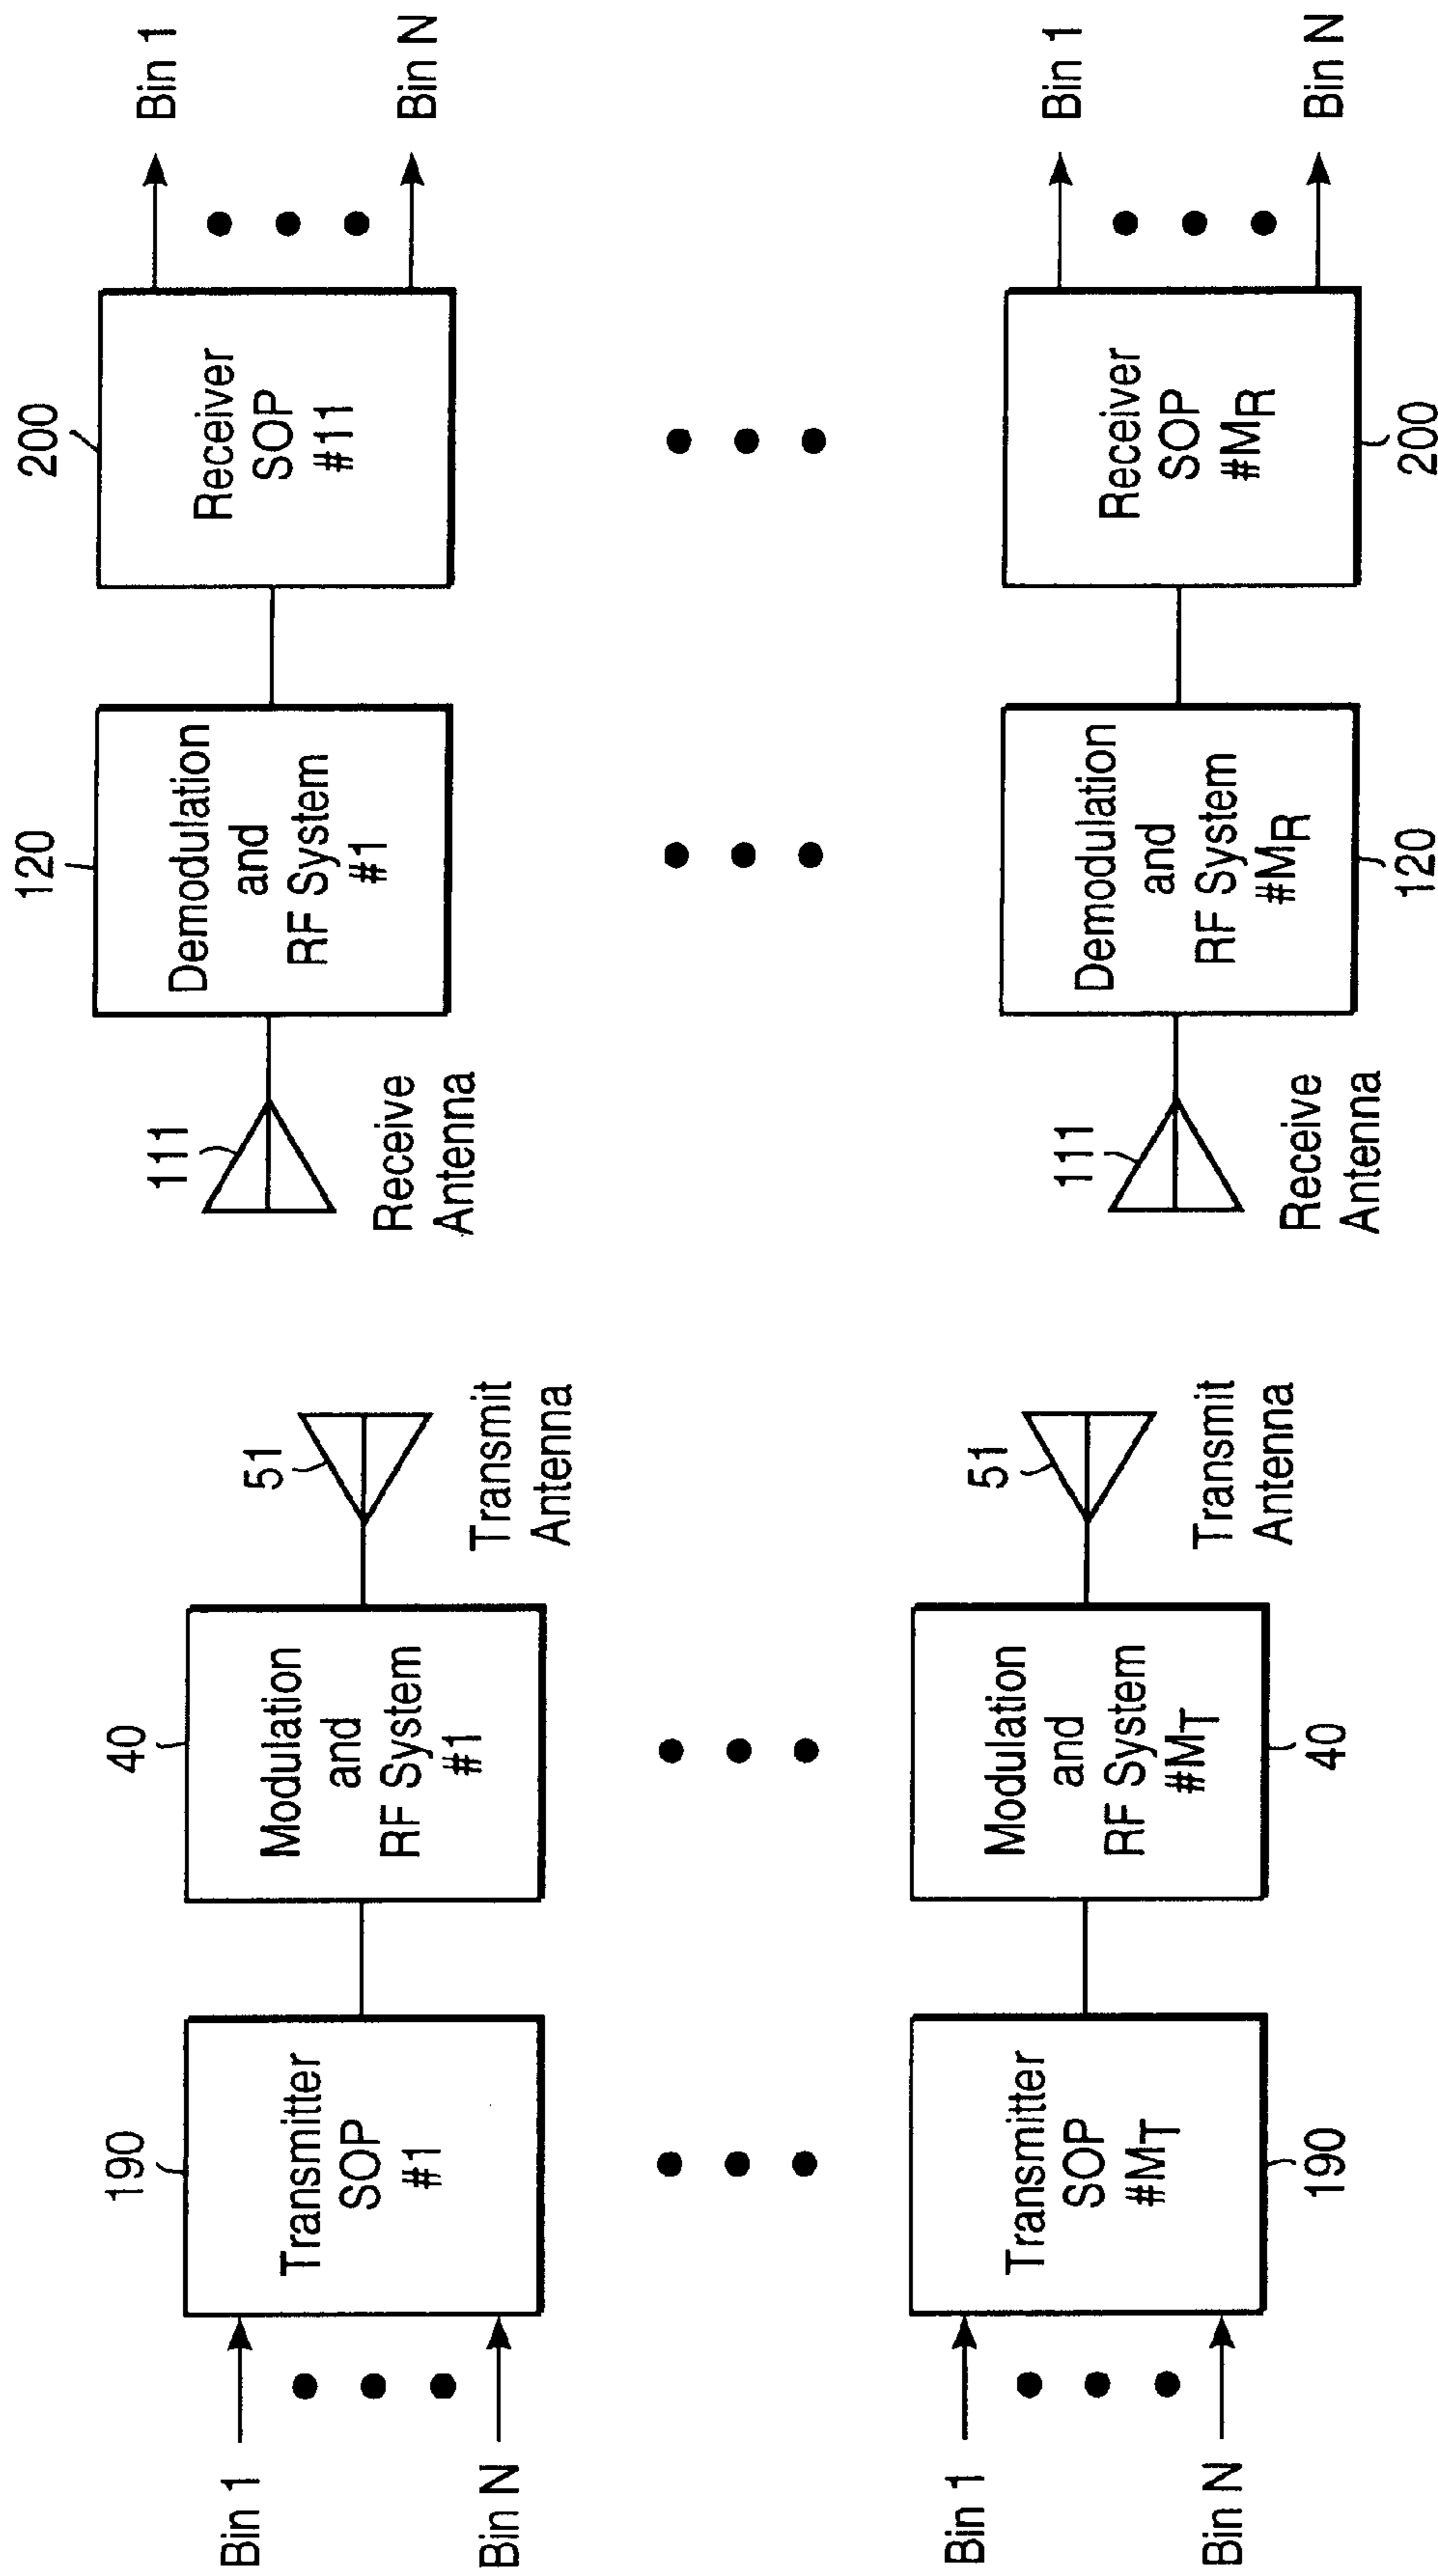 Bin 1
Bin N
190
Transmitter
SOP
#1
40
Modulation
and
RF System
#1
51
Transmit
Antenna
Bin 1
Bin N
Transmitter
SOP
#MT
190
Modulation
and
RF System
#MT
40
51
Transmit
Antenna
111
Receive
Antenna
120
Demodulation
and
RF System
#1
200
Receiver
SOP
#11
Bin 1
Bin N
111
Receive
Antenna
Demodulation
and
RF System
#MR
120
Receiver
SOP
#MR
200
Bin 1
Bin N